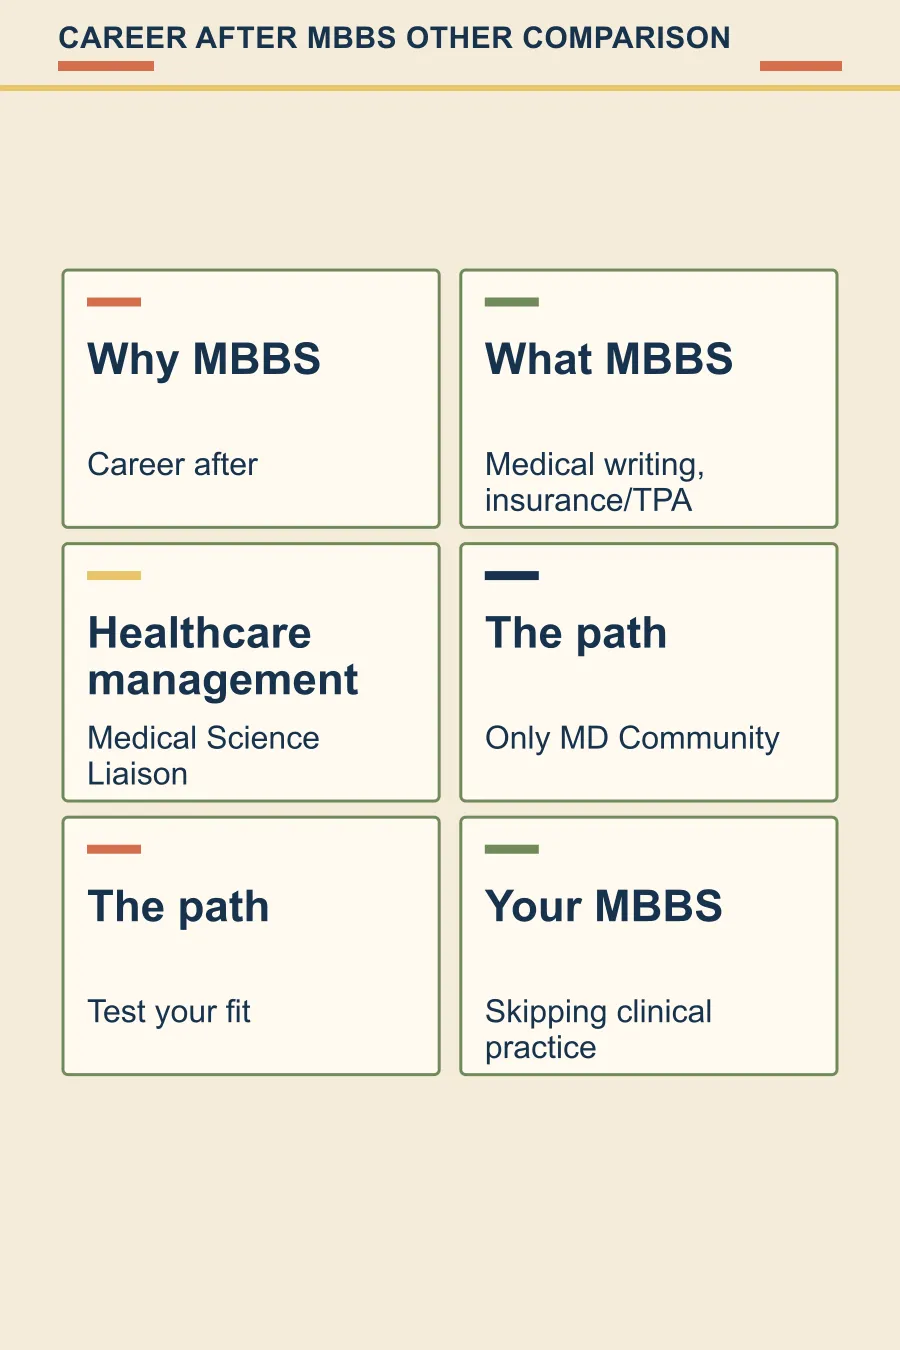 CAREER AFTER MBBS OTHER COMPARISON
Why MBBS
Career after
What MBBS
Medical writing,
insurance/TPA
Healthcare
management
Medical Science
Liaison
The path
Only MD Community
The path
Test your fit
Your MBBS
Skipping clinical
practice